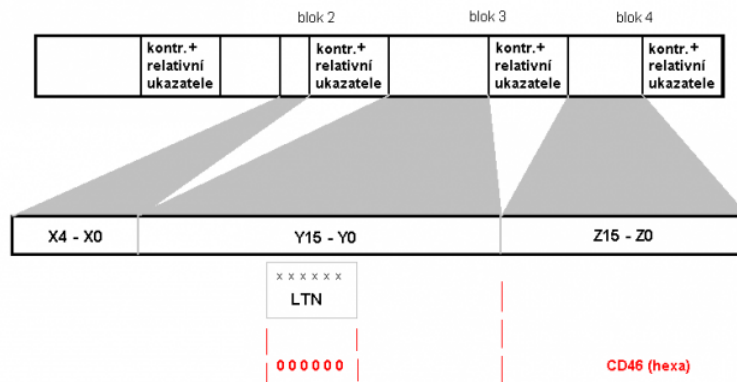 blok 2 blok 3 blok 4
kontr.+ kontr.+ kontr.+ kontr.+
relativní relativní relativní relativní
ukazatele ukazatele ukazatele ukazatele
X4 - X0 Y15 - Y0 Z15 - Z0
x x x x x x
LTN
0 0 0 0 0 0 CD46 (hexa)